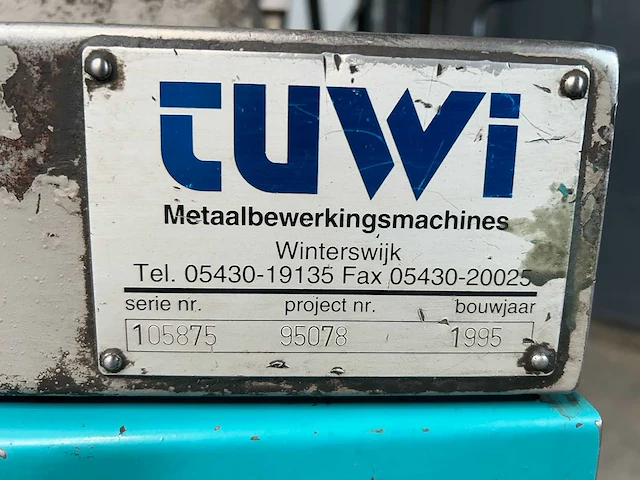 tuwi
Metaalbewerkingsmachines
Winterswijk
Tel. 05430-19135 Fax 05430-20025
serie nr. project nr. bouwjaar
105875 95078 1995